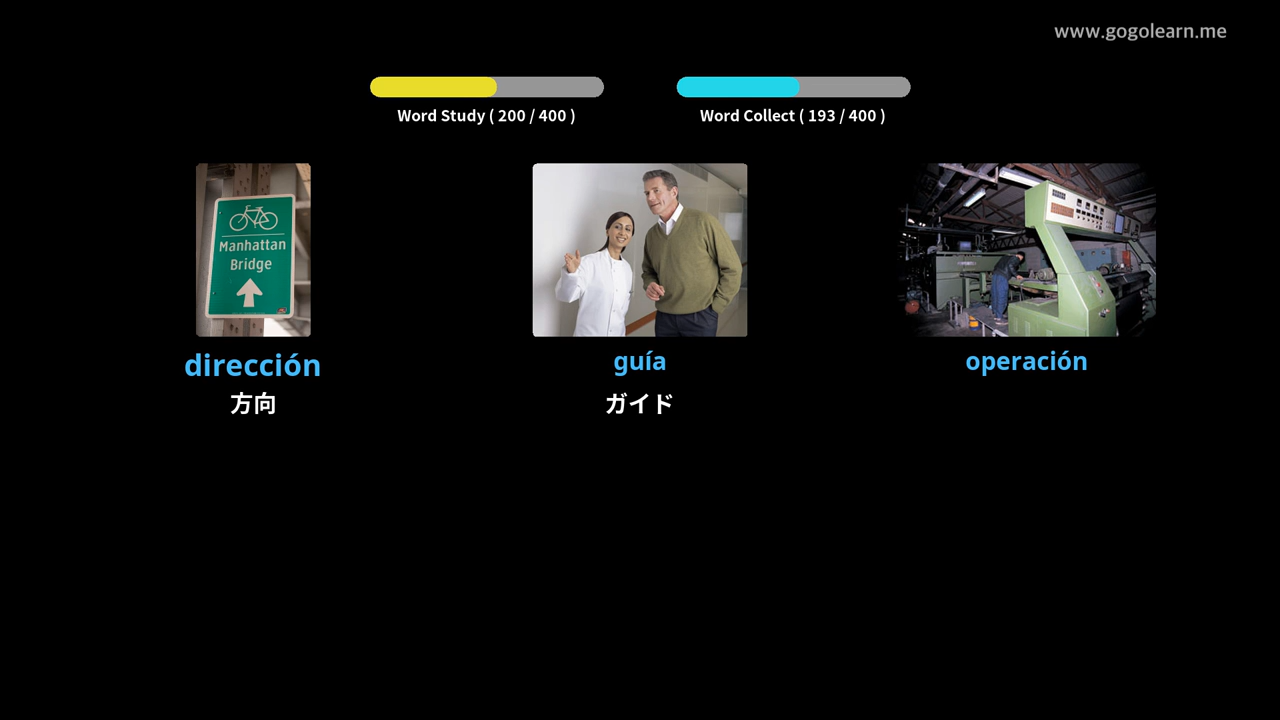 www.gogolearn.me
Word Study ( 200 / 400 )
Word Collect ( 193 / 400 )
Manhattan
Bridge
dirección
guía
operación
方向
ガイド